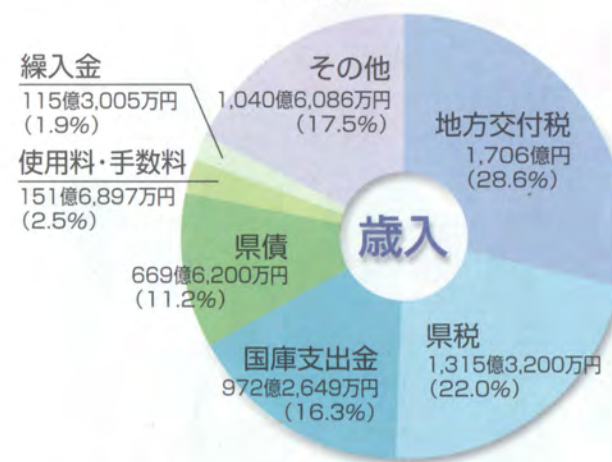 歳入
地方交付税
1,706億円
(28.6%)
県税
1,315億3,200万円
(22.0%)
国庫支出金
972億2,649万円
(16.3%)
県債
669億6,200万円
(11.2%)
使用料・手数料
151億6,897万円
(2.5%)
繰入金
115億3,005万円
(1.9%)
その他
1,040億6,086万円
(17.5%)